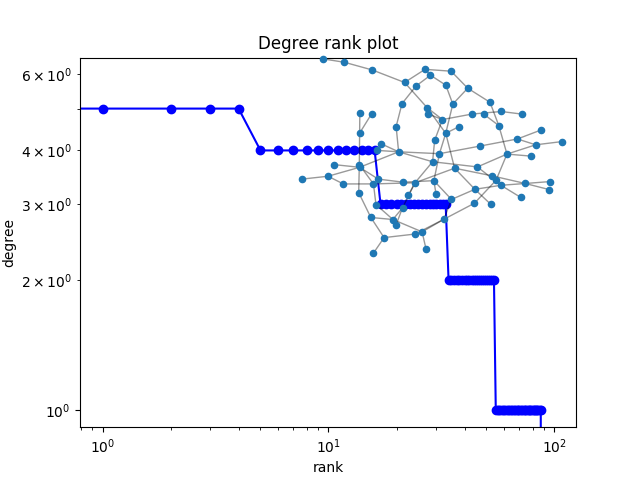 Degree rank plot
6 × 10⁰
4 × 10⁰
3 × 10⁰
2 × 10⁰
10⁰
degree
10⁰
10¹
10²
rank